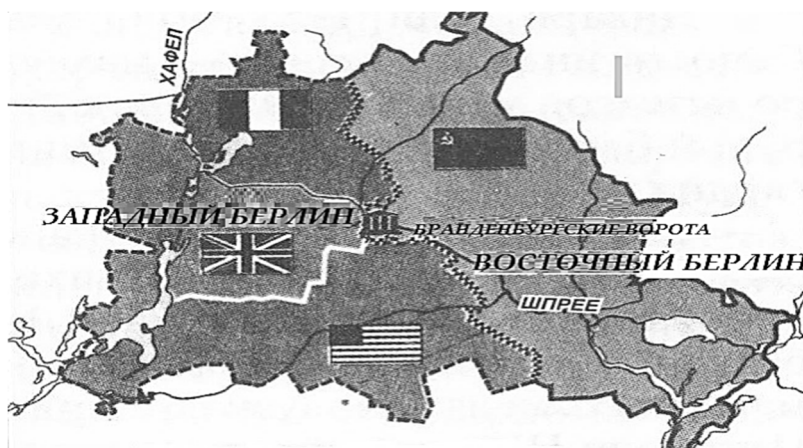 ХАФЕЛ
ЗАПАДНЫЙ БЕРЛИН
БРАНДЕНБУРГСКИЕ ВОРОТА
ВОСТОЧНЫЙ БЕРЛИН
ШПРЕЕ